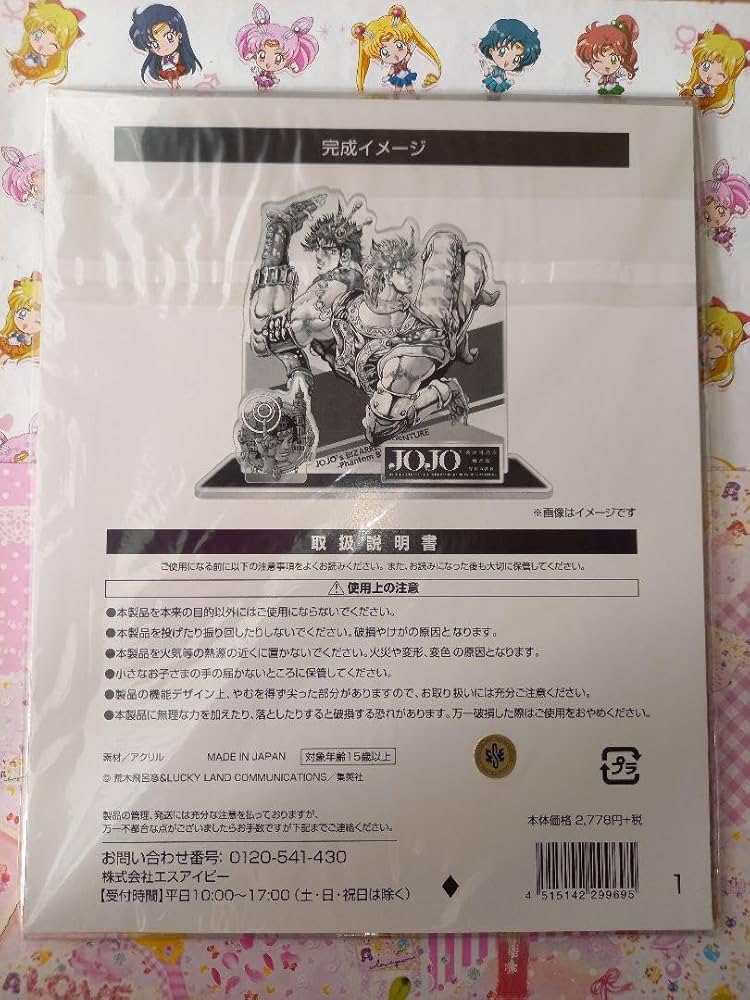 完成イメージ
JOJO's BIZARRE
ENTURE
-Phantom B
JOJO
※画像はイメージです
取扱説明書
ご使用になる前に以下の注意事項をよくお読みください。また、お読みになった後も大切に保管してください。
使用上の注意
●本製品を本来の目的以外にはご使用にならないでください。
●本製品を投げたり振り回したりしないでください。破損やけがの原因となります。
●本製品を火気等の熱源の近くに置かないでください。火災や変形、変色の原因となります。
●小さなお子さまの手の届かないところに保管してください。
●製品の機能デザイン上、やむを得ず尖った部分がありますので、お取り扱いには充分ご注意ください。
●本製品に無理な力を加えたり、落としたりすると破損する恐れがあります。万一破損した際はご使用をおやめください。
素材/アクリル MADE IN JAPAN 対象年齢15歳以上
© 荒木飛呂彦&LUCKY LAND COMMUNICATIONS/集英社
プラ
製品の管理、発送には充分な注意を払っておりますが、
万一不都合な点がございましたらお手数ですが下記までご連絡ください。
本体価格 2,778円+税
お問い合わせ番号: 0120-541-430
株式会社エスアイピー
【受付時間】平日10:00～17:00 (土・日・祝日は除く)
4 515142 299695
1
LOVE